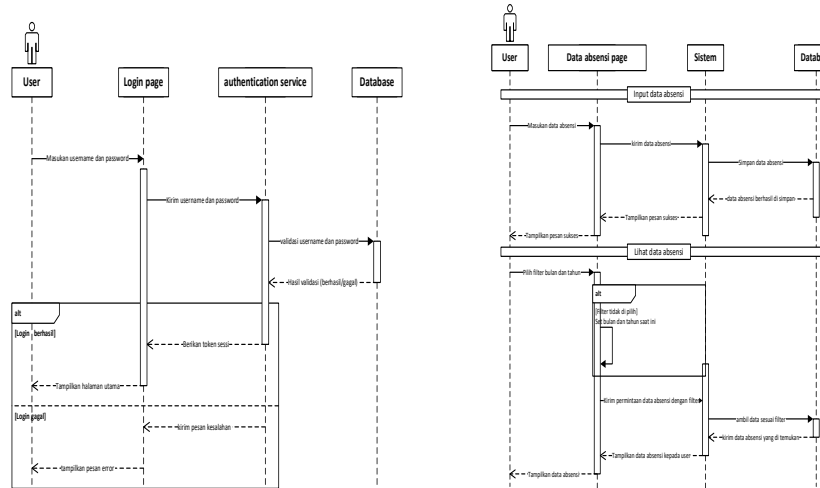 User
Login page
authentication service
Database
Masukan username dan password
Kirim username dan password
validasi username dan password
Hasil validasi (berhasil/gagal)
alt
[Login berhasil]
Berikan token sessi
Tampilkan halaman utama
[Login gagal]
kirim pesan kesalahan
tampilkan pesan error
User
Data absensi page
Sistem
Datab
Input data absensi
Masukan data absensi
kirim data absensi
Simpan data absensi
data absensi berhasil di simpan
Tampilkan pesan sukses
Tampilkan pesan sukses
Lihat data absensi
Pilih filter bulan dan tahun
alt
[Filter tidak di pilih]
Set bulan dan tahun saat ini
Kirim permintaan data absensi dengan filter
ambil data sesuai filter
kirim data absensi yang di temukan
Tampilkan data absensi kepada user
Tampilkan data absensi